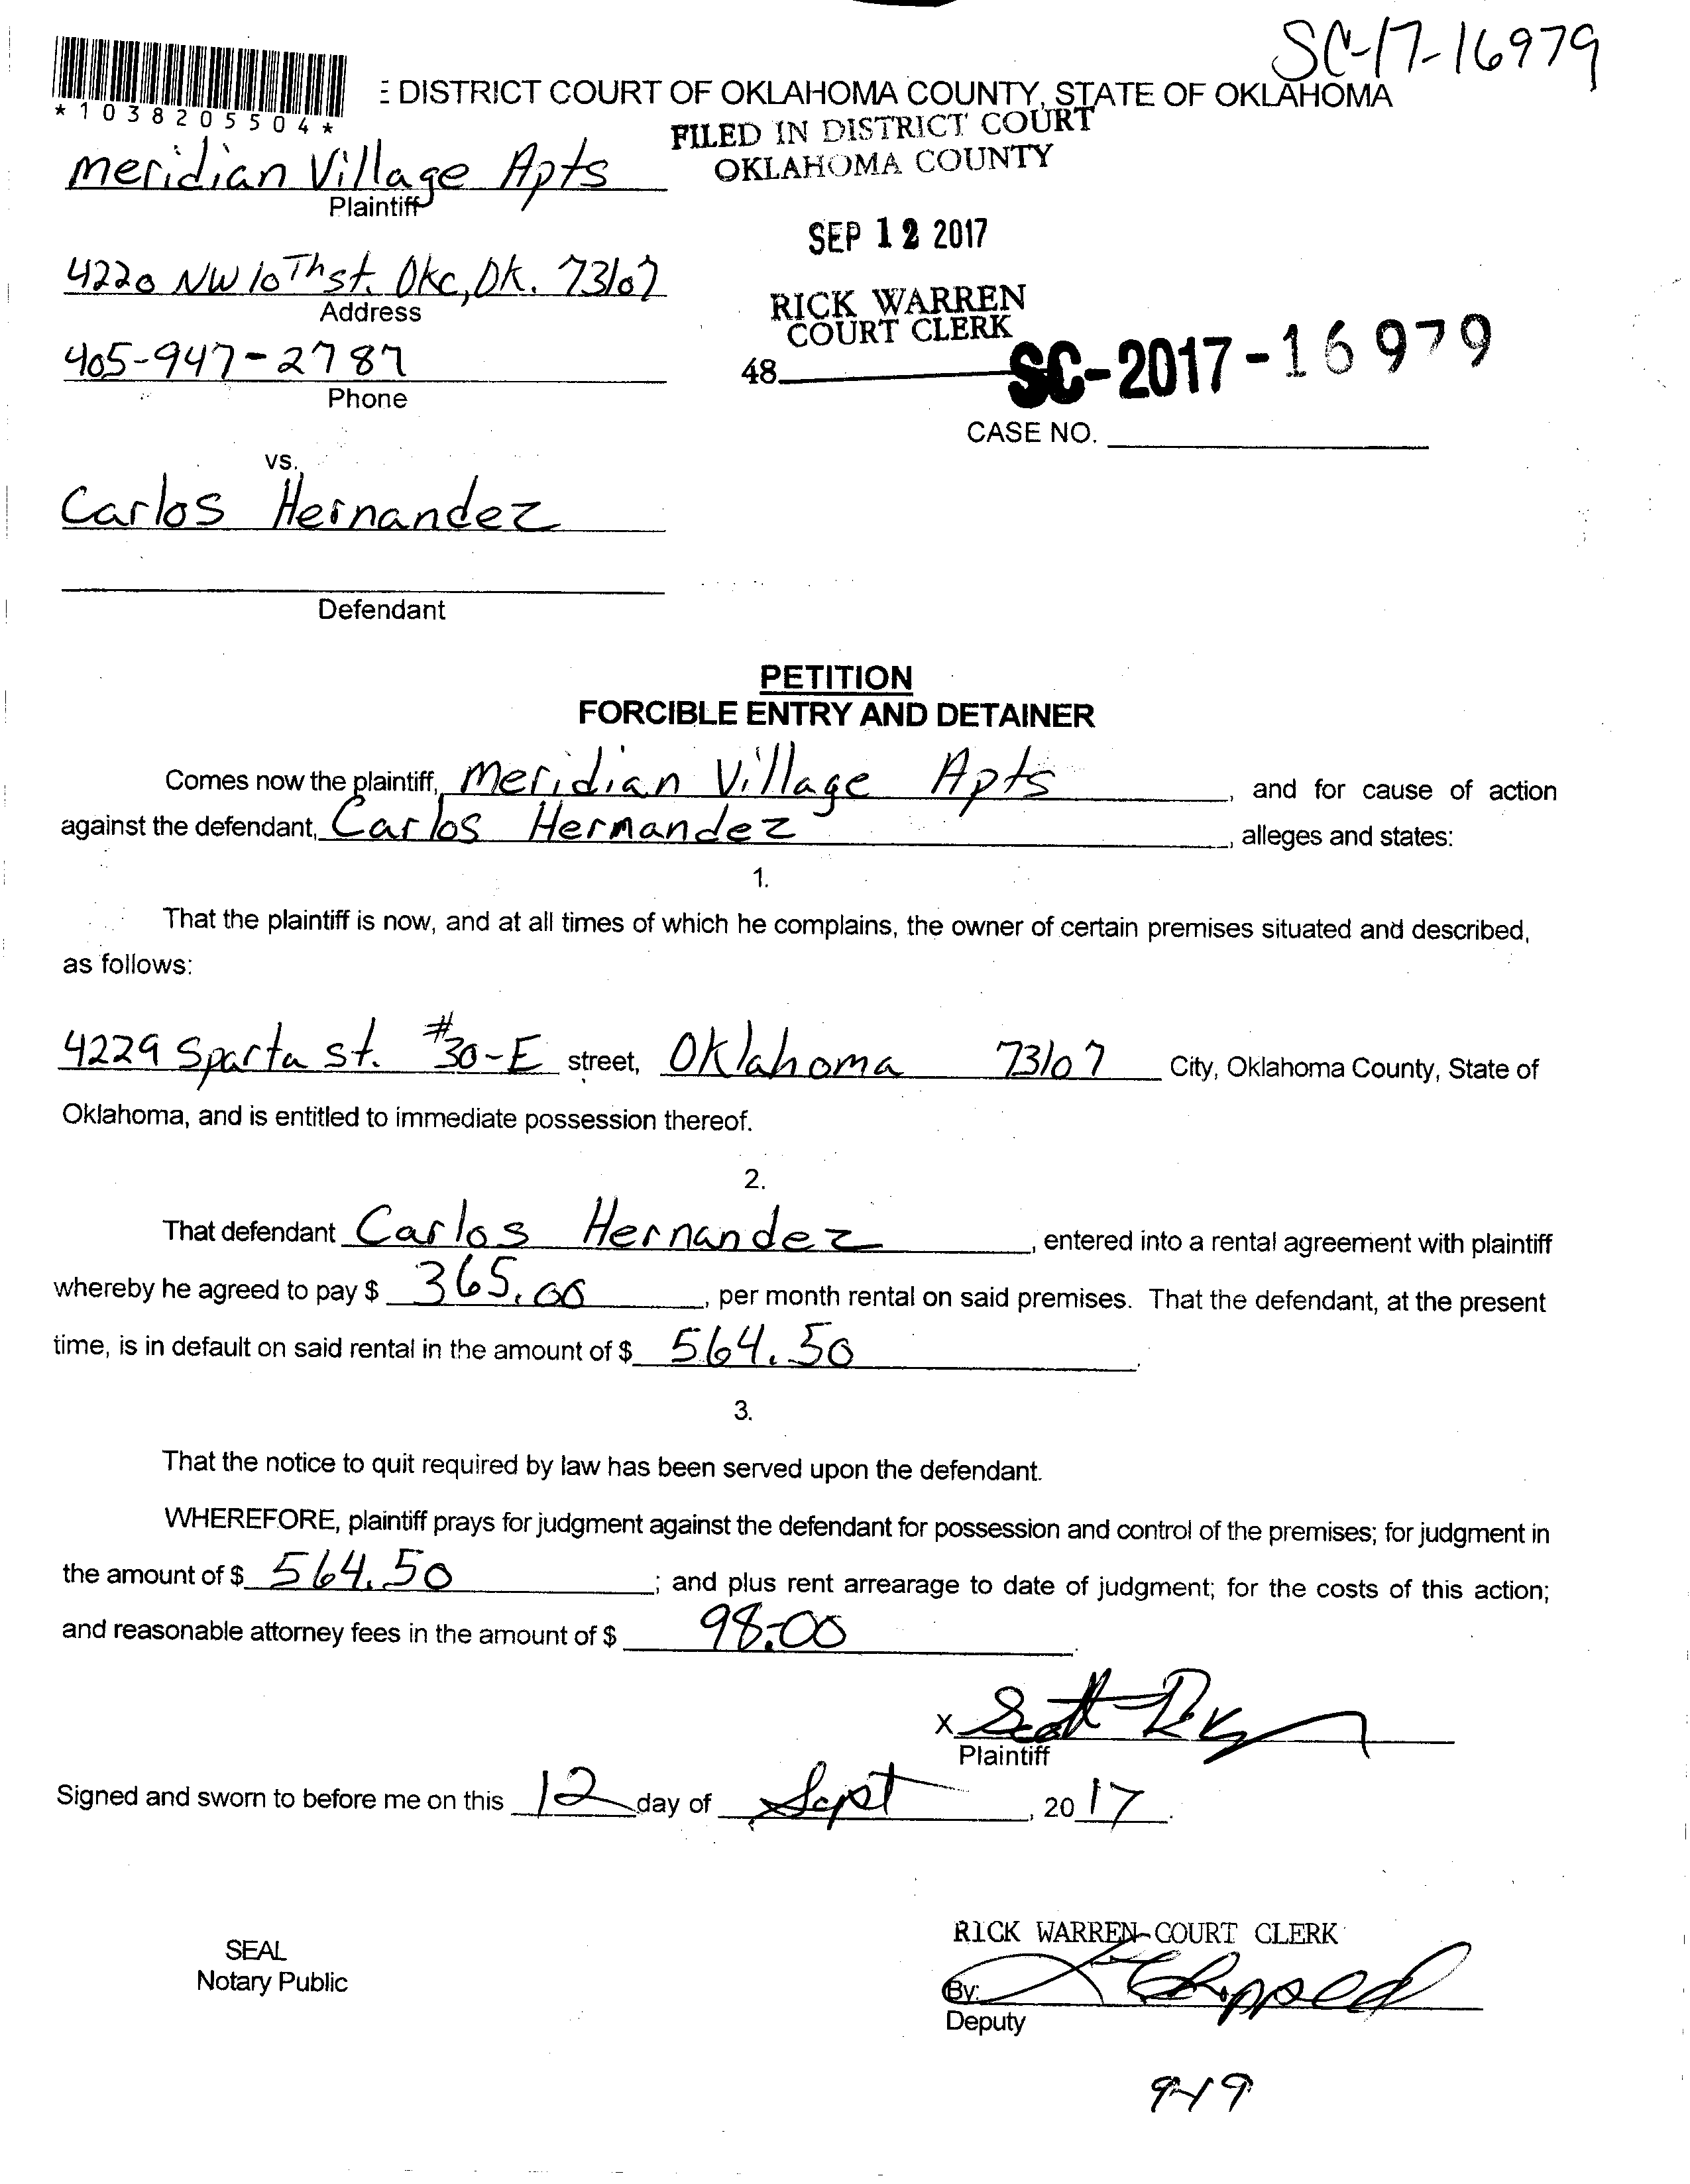 SC-17-16979
*1038205504*
E DISTRICT COURT OF OKLAHOMA COUNTY, STATE OF OKLAHOMA
FILED IN DISTRICT COURT
OKLAHOMA COUNTY
meridian Village Apts
Plaintiff
SEP 12 2017
4220 NW 10Th st. Okc, Ok. 73107
Address
RICK WARREN
COURT CLERK
405-947-2787
Phone
48.
SC-2017-16979
CASE NO.
vs.
Carlos Hernandez
Defendant
PETITION
FORCIBLE ENTRY AND DETAINER
Comes now the plaintiff, meridian Village Apts, and for cause of action
against the defendant, Carlos Hernandez, alleges and states:
1.
That the plaintiff is now, and at all times of which he complains, the owner of certain premises situated and described,
as follows:
4229 Sparta st. #30-E street, Oklahoma 73107 City, Oklahoma County, State of
Oklahoma, and is entitled to immediate possession thereof.
2.
That defendant Carlos Hernandez, entered into a rental agreement with plaintiff
whereby he agreed to pay $ 365.00, per month rental on said premises. That the defendant, at the present
time, is in default on said rental in the amount of $ 564.50.
3.
That the notice to quit required by law has been served upon the defendant.
WHEREFORE, plaintiff prays for judgment against the defendant for possession and control of the premises; for judgment in
the amount of $ 564.50; and plus rent arrearage to date of judgment; for the costs of this action;
and reasonable attorney fees in the amount of $ 98.00.
X Scott
Plaintiff
Signed and sworn to before me on this 12 day of Sept, 2017.
RICK WARREN COURT CLERK
SEAL
Notary Public
By:
Deputy
9-19